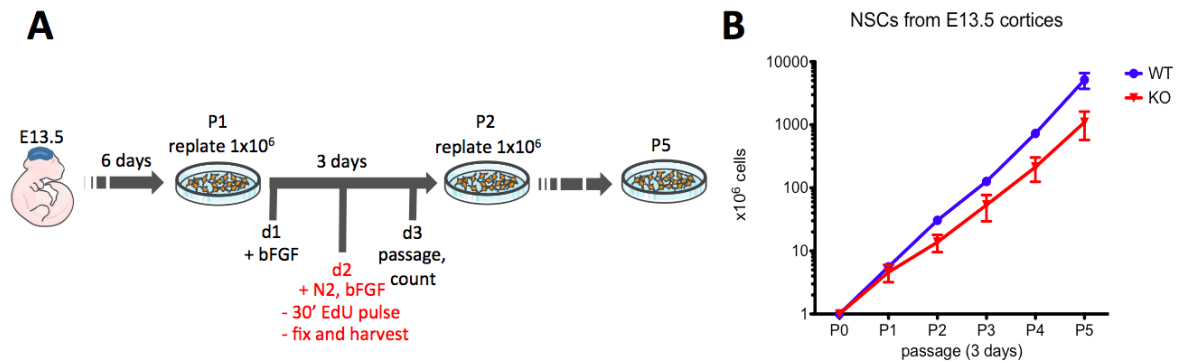 A
E13.5
6 days
P1
replate 1x10⁶
3 days
P2
replate 1x10⁶
P5
d1
+ bFGF
d2
+ N2, bFGF
- 30’ EdU pulse
- fix and harvest
d3
passage,
count
B
NSCs from E13.5 cortices
10000
1000
100
10
1
x10⁶ cells
P0 P1 P2 P3 P4 P5
passage (3 days)
WT
KO